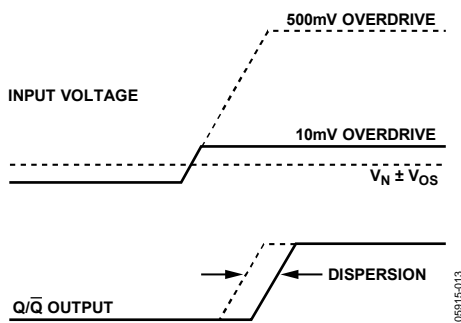 500mV OVERDRIVE
INPUT VOLTAGE
10mV OVERDRIVE
V_N ± V_OS
DISPERSION
Q/Q̅ OUTPUT
05915-013